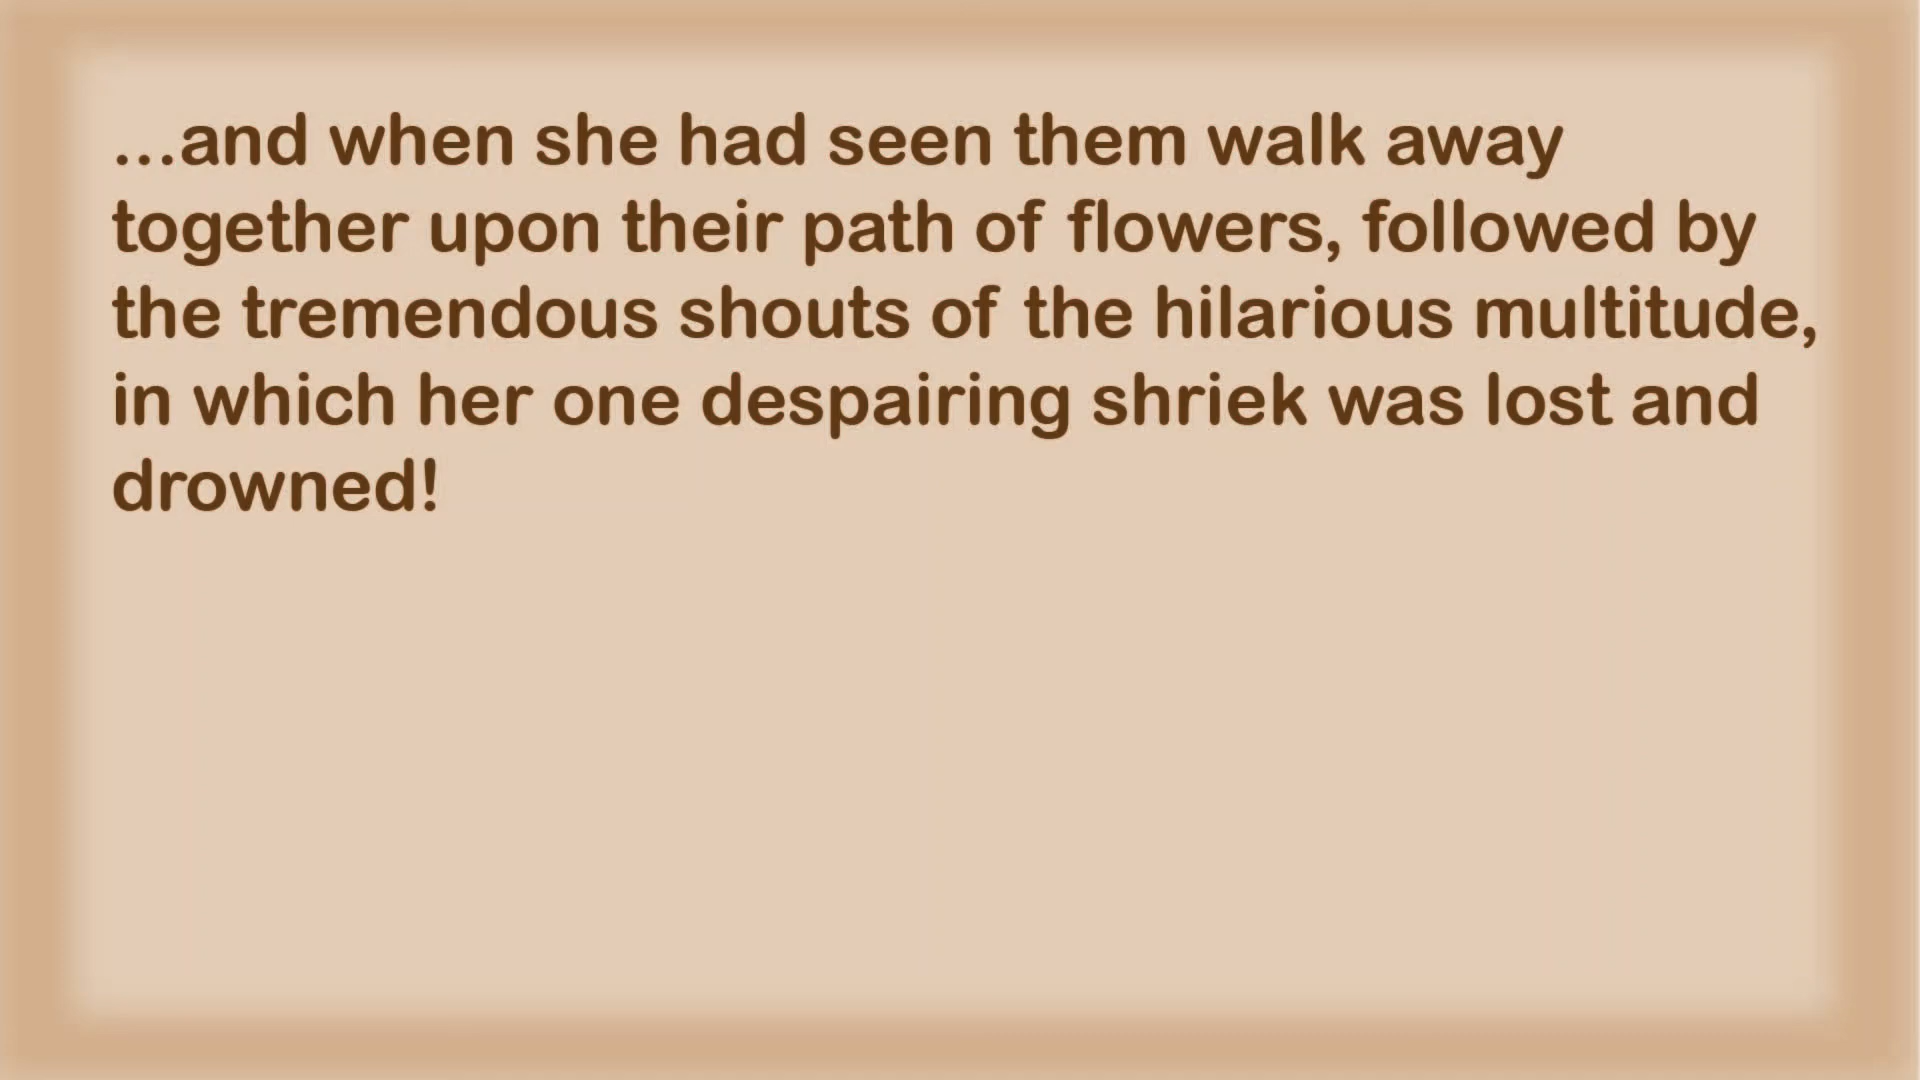 ...and when she had seen them walk away
together upon their path of flowers, followed by
the tremendous shouts of the hilarious multitude,
in which her one despairing shriek was lost and
drowned!